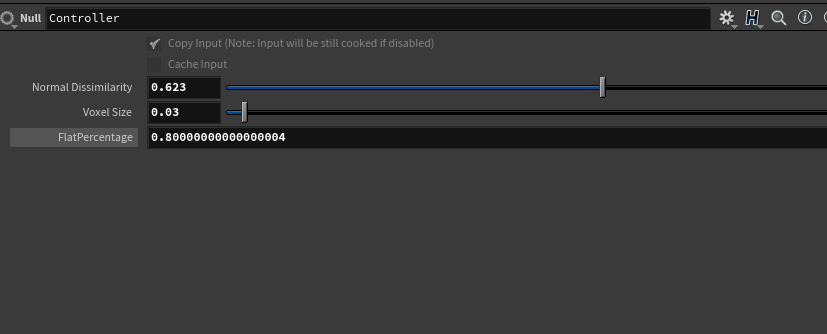 Null Controller
Copy Input (Note: Input will be still cooked if disabled)
Cache Input
Normal Dissimilarity 0.623
Voxel Size 0.03
FlatPercentage 0.80000000000000004